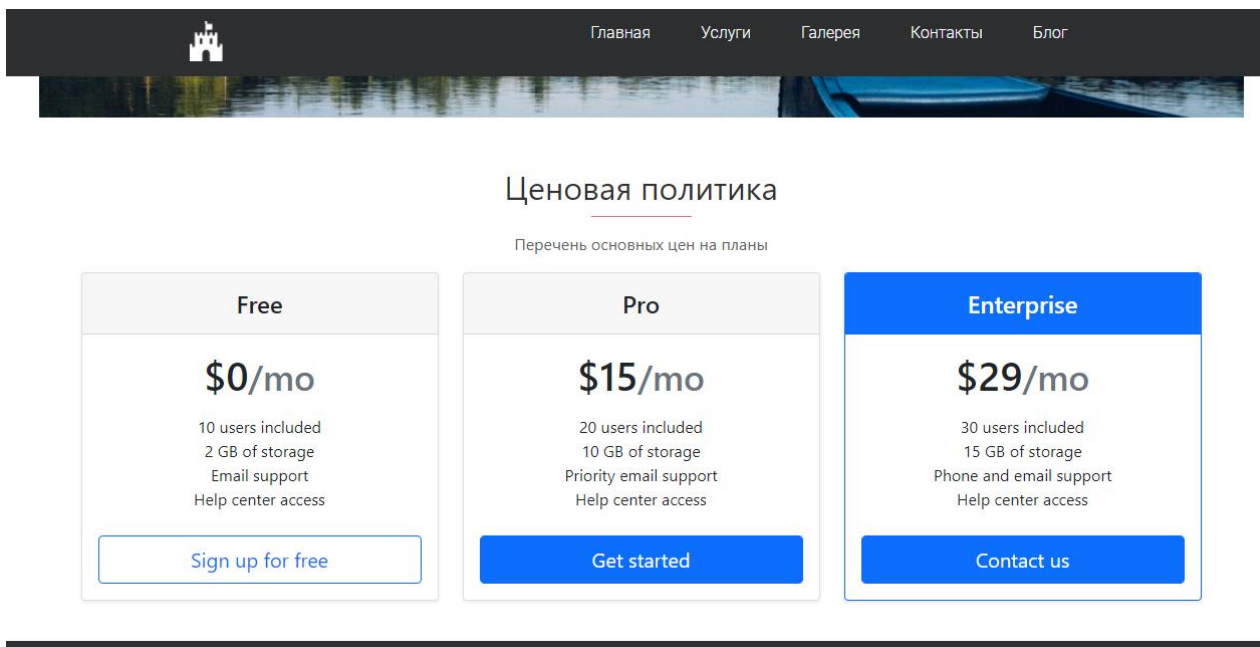 Главная Услуги Галерея Контакты Блог
Ценовая политика
Перечень основных цен на планы
Free
$0/mo
10 users included
2 GB of storage
Email support
Help center access
Sign up for free
Pro
$15/mo
20 users included
10 GB of storage
Priority email support
Help center access
Get started
Enterprise
$29/mo
30 users included
15 GB of storage
Phone and email support
Help center access
Contact us